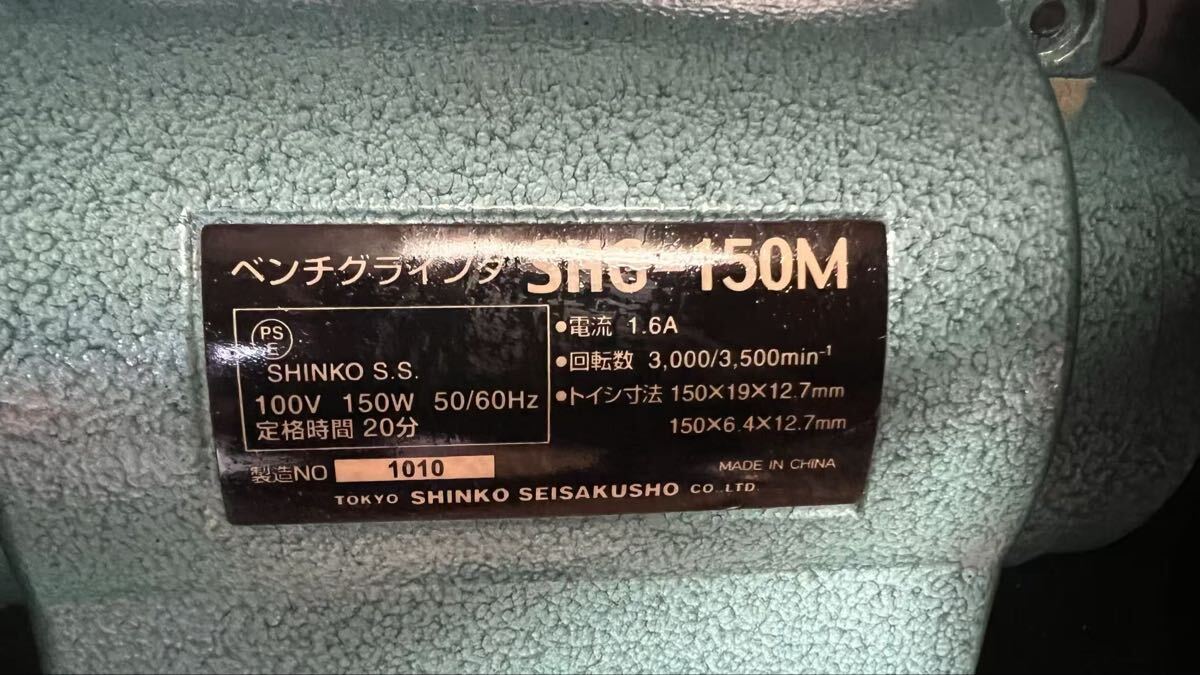 ベンチグラインダ SHG-150M
PS
E
SHINKO S.S.
100V 150W 50/60Hz
定格時間 20分
●電流 1.6A
●回転数 3,000/3,500min⁻¹
●トイシ寸法 150×19×12.7mm
150×6.4×12.7mm
製造NO 1010
MADE IN CHINA
TOKYO SHINKO SEISAKUSHO CO.,LTD.